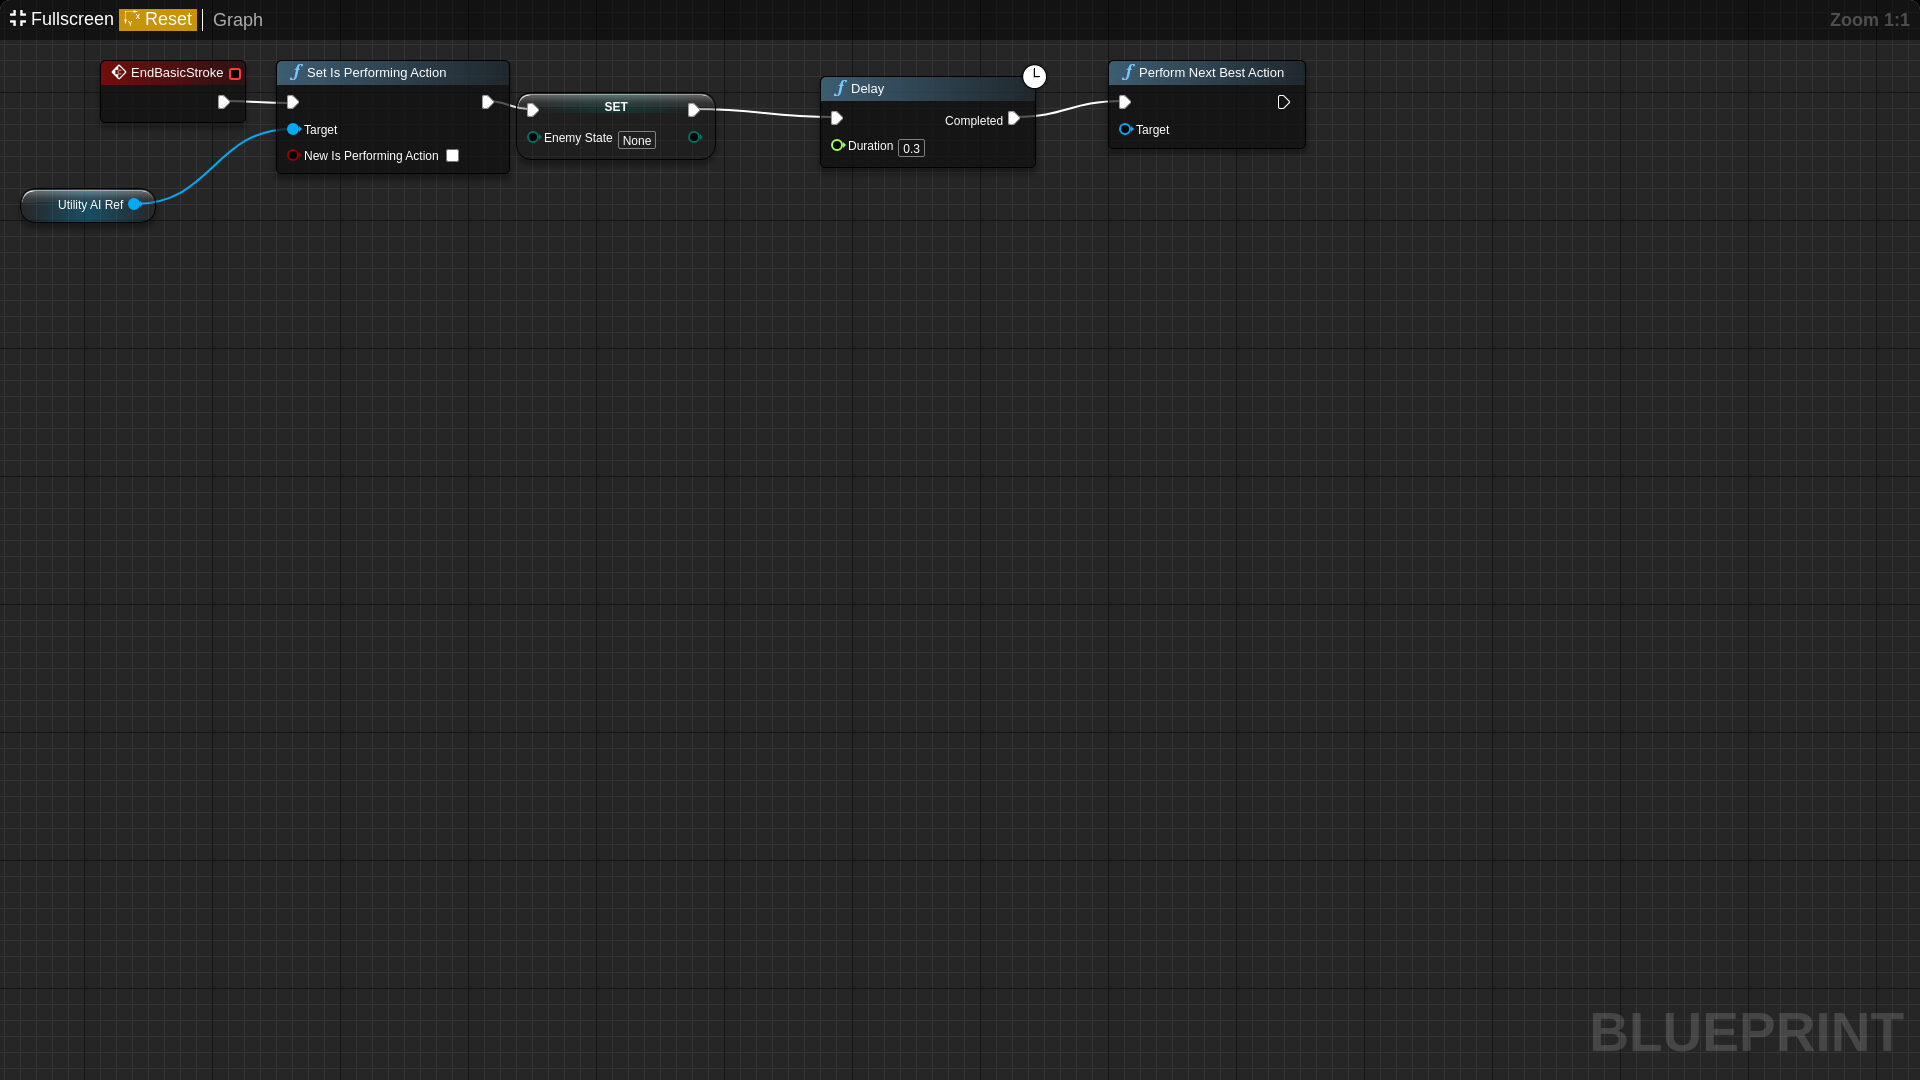 Fullscreen Reset Graph Zoom 1:1
EndBasicStroke
Set Is Performing Action
Target
New Is Performing Action
SET
Enemy State None
Delay
Completed
Duration 0.3
Perform Next Best Action
Target
Utility AI Ref
BLUEPRINT